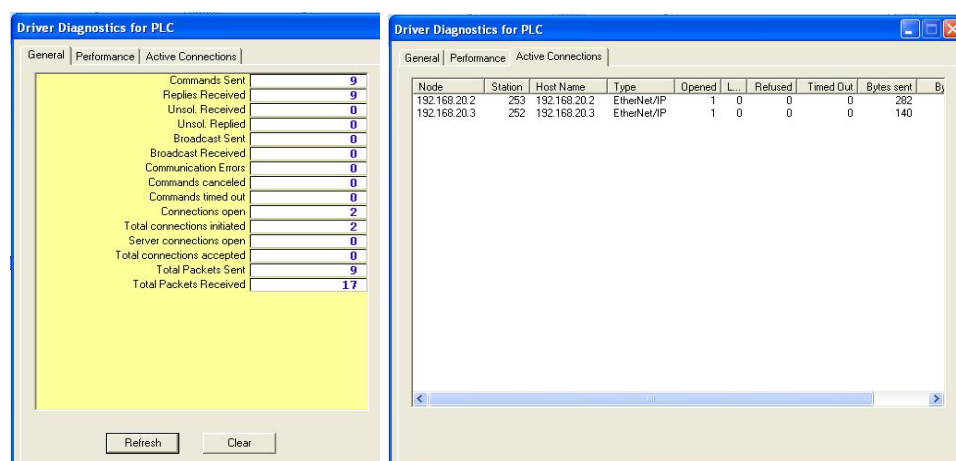 Driver Diagnostics for PLC
General Performance Active Connections
Commands Sent 9
Replies Received 9
Unsol. Received 0
Unsol. Replied 0
Broadcast Sent 0
Broadcast Received 0
Communication Errors 0
Commands canceled 0
Commands timed out 0
Connections open 2
Total connections initiated 2
Server connections open 0
Total connections accepted 0
Total Packets Sent 9
Total Packets Received 17
Refresh Clear
Driver Diagnostics for PLC
General Performance Active Connections
Node Station Host Name Type Opened L... Refused Timed Out Bytes sent By
192.168.20.2 253 192.168.20.2 EtherNet/IP 1 0 0 0 282
192.168.20.3 252 192.168.20.3 EtherNet/IP 1 0 0 0 140